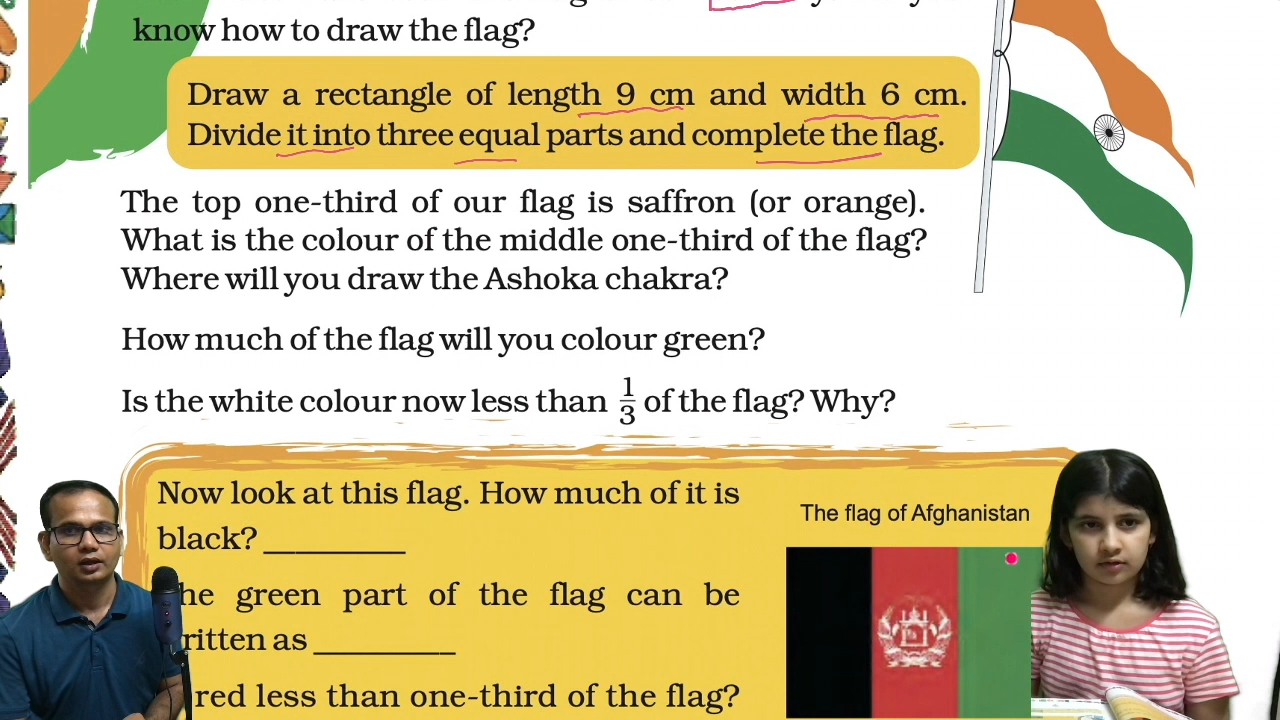 know how to draw the flag?
Draw a rectangle of length 9 cm and width 6 cm.
Divide it into three equal parts and complete the flag.
The top one-third of our flag is saffron (or orange).
What is the colour of the middle one-third of the flag?
Where will you draw the Ashoka chakra?
How much of the flag will you colour green?
Is the white colour now less than 1/3 of the flag? Why?
Now look at this flag. How much of it is
black? _________
The flag of Afghanistan
he green part of the flag can be
ritten as _________
red less than one-third of the flag?